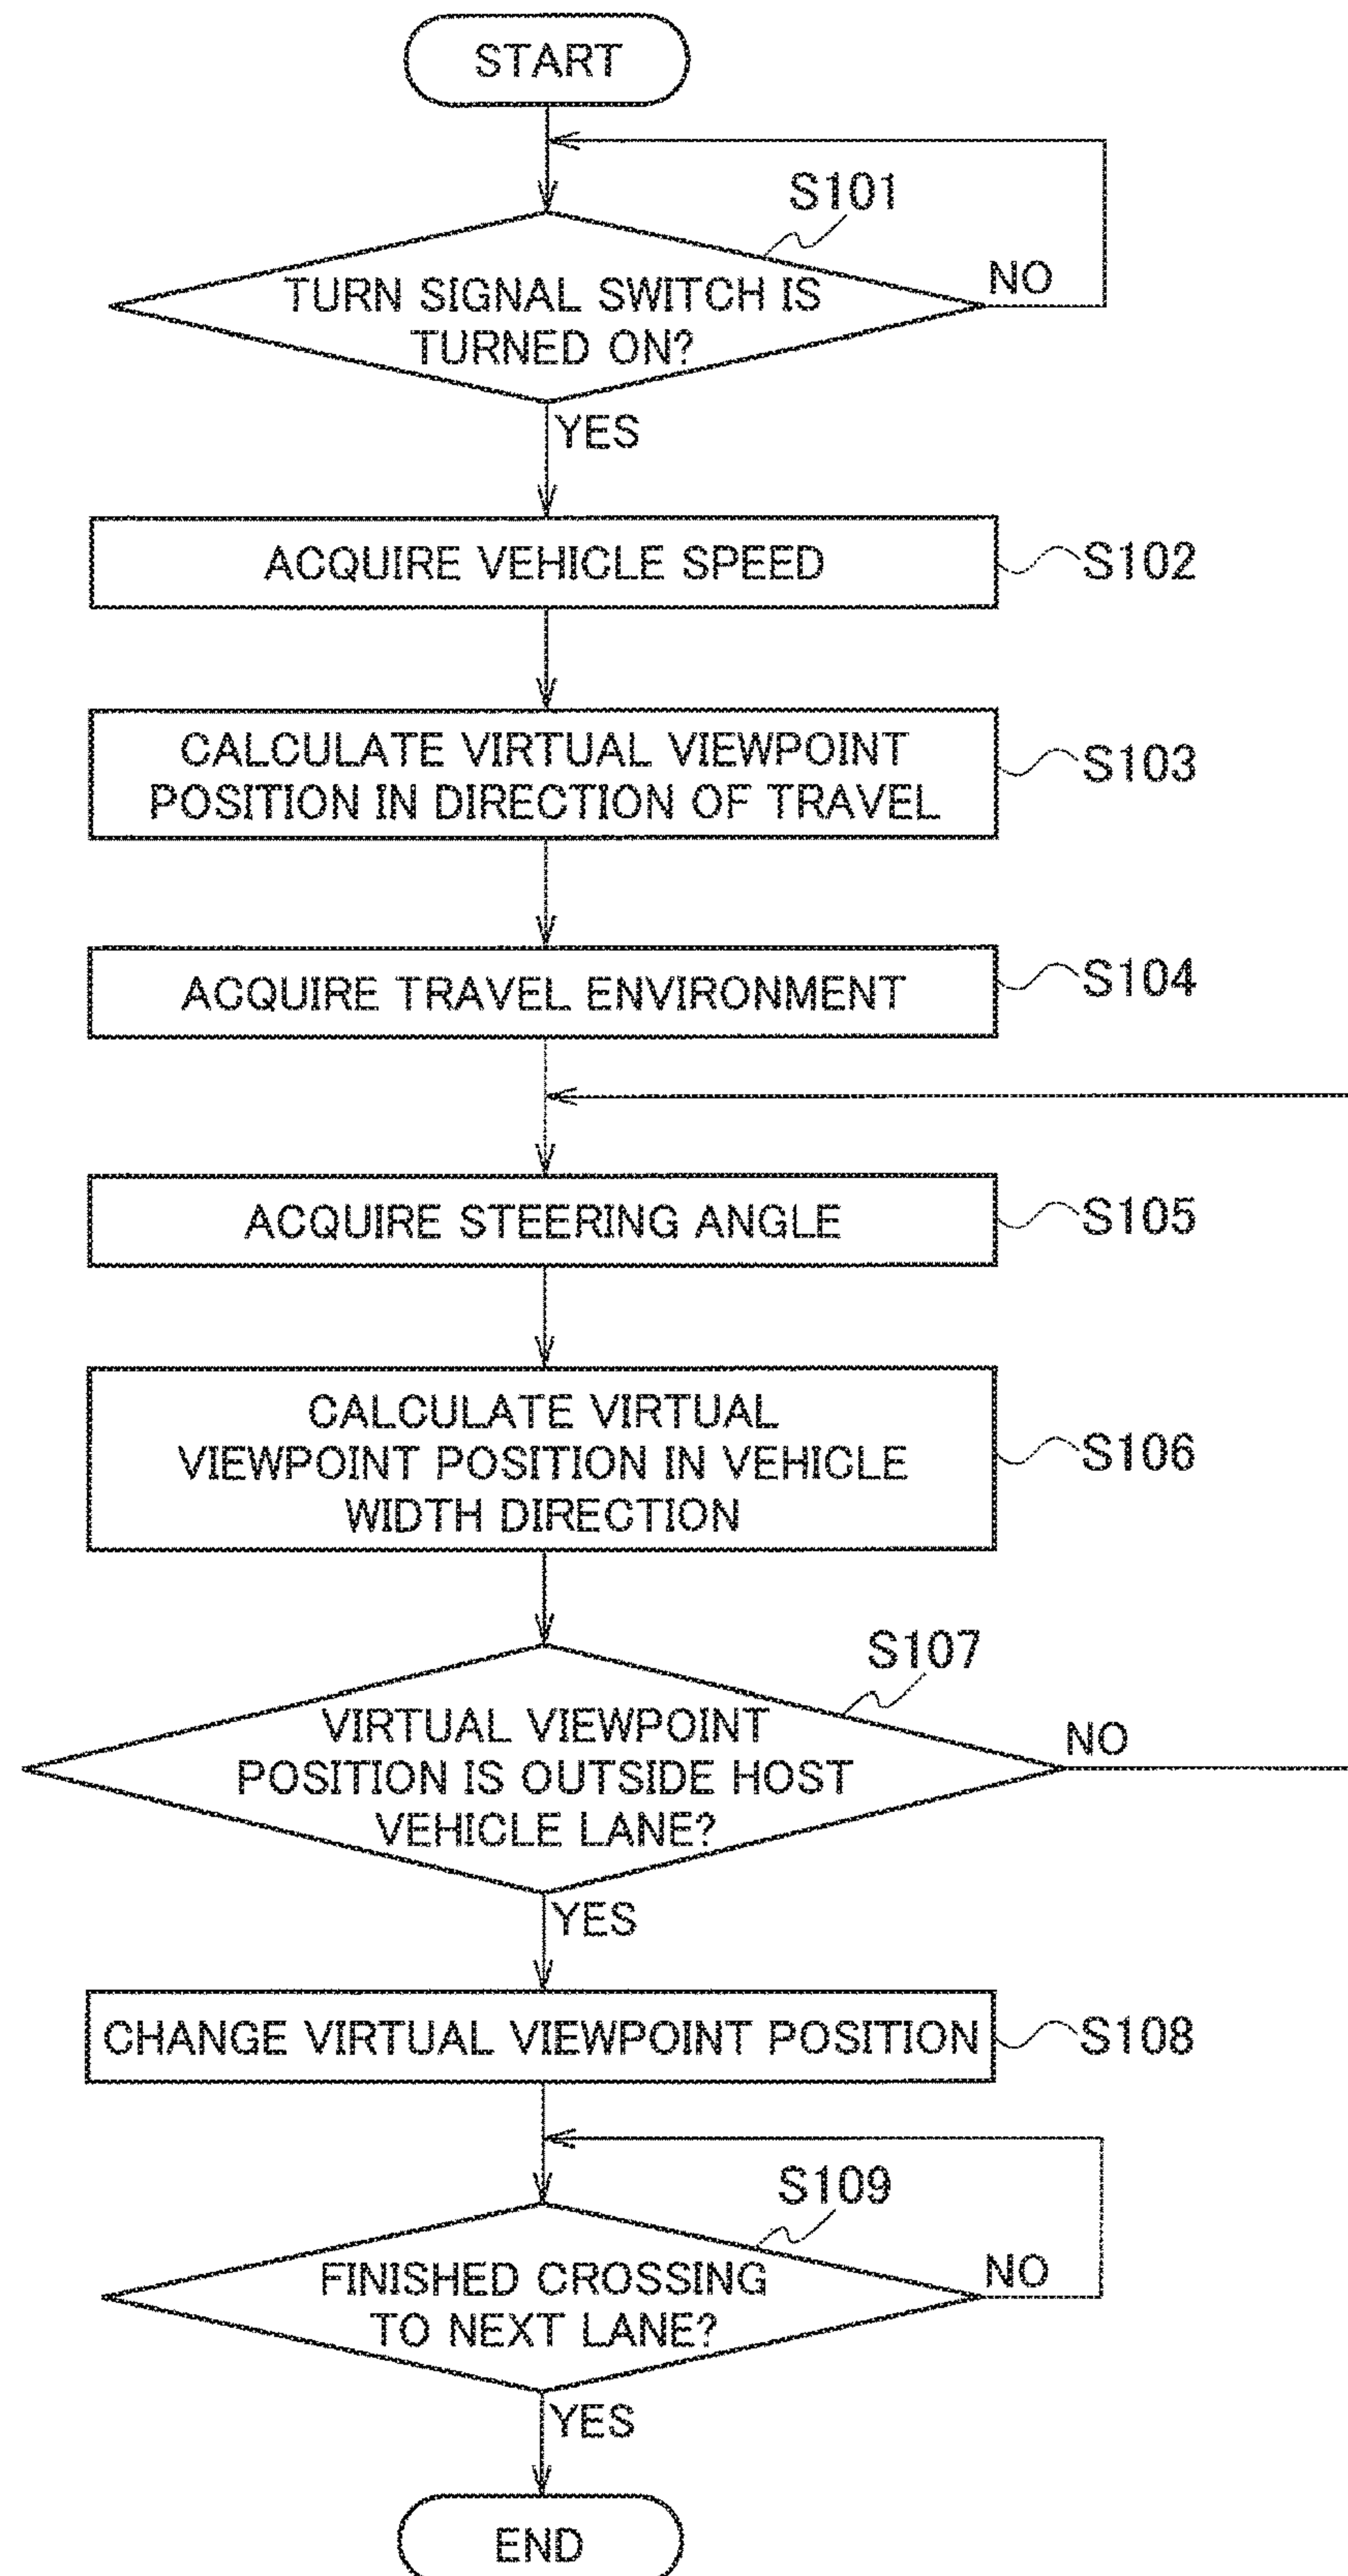 START
S101
TURN SIGNAL SWITCH IS
TURNED ON?
NO
YES
ACQUIRE VEHICLE SPEED
S102
CALCULATE VIRTUAL VIEWPOINT
POSITION IN DIRECTION OF TRAVEL
S103
ACQUIRE TRAVEL ENVIRONMENT
S104
ACQUIRE STEERING ANGLE
S105
CALCULATE VIRTUAL
VIEWPOINT POSITION IN VEHICLE
WIDTH DIRECTION
S106
S107
VIRTUAL VIEWPOINT
POSITION IS OUTSIDE HOST
VEHICLE LANE?
NO
YES
CHANGE VIRTUAL VIEWPOINT POSITION
S108
S109
FINISHED CROSSING
TO NEXT LANE?
NO
YES
END